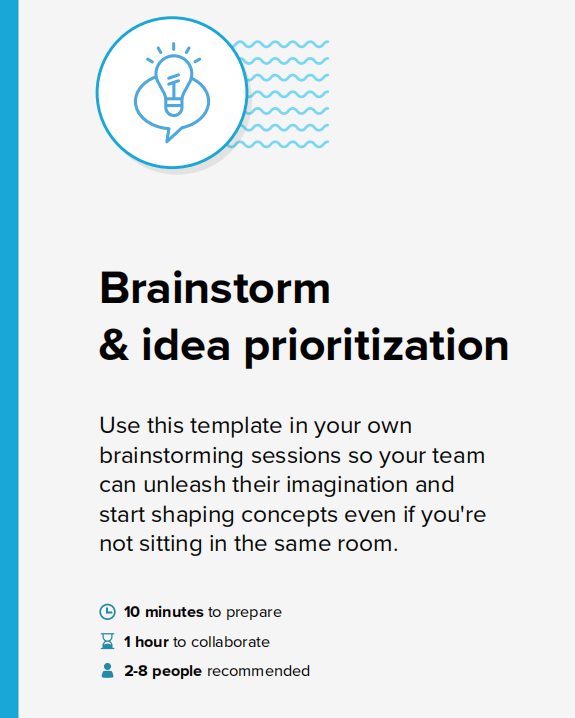 Brainstorm
& idea prioritization
Use this template in your own
brainstorming sessions so your team
can unleash their imagination and
start shaping concepts even if you're
not sitting in the same room.
10 minutes to prepare
1 hour to collaborate
2-8 people recommended